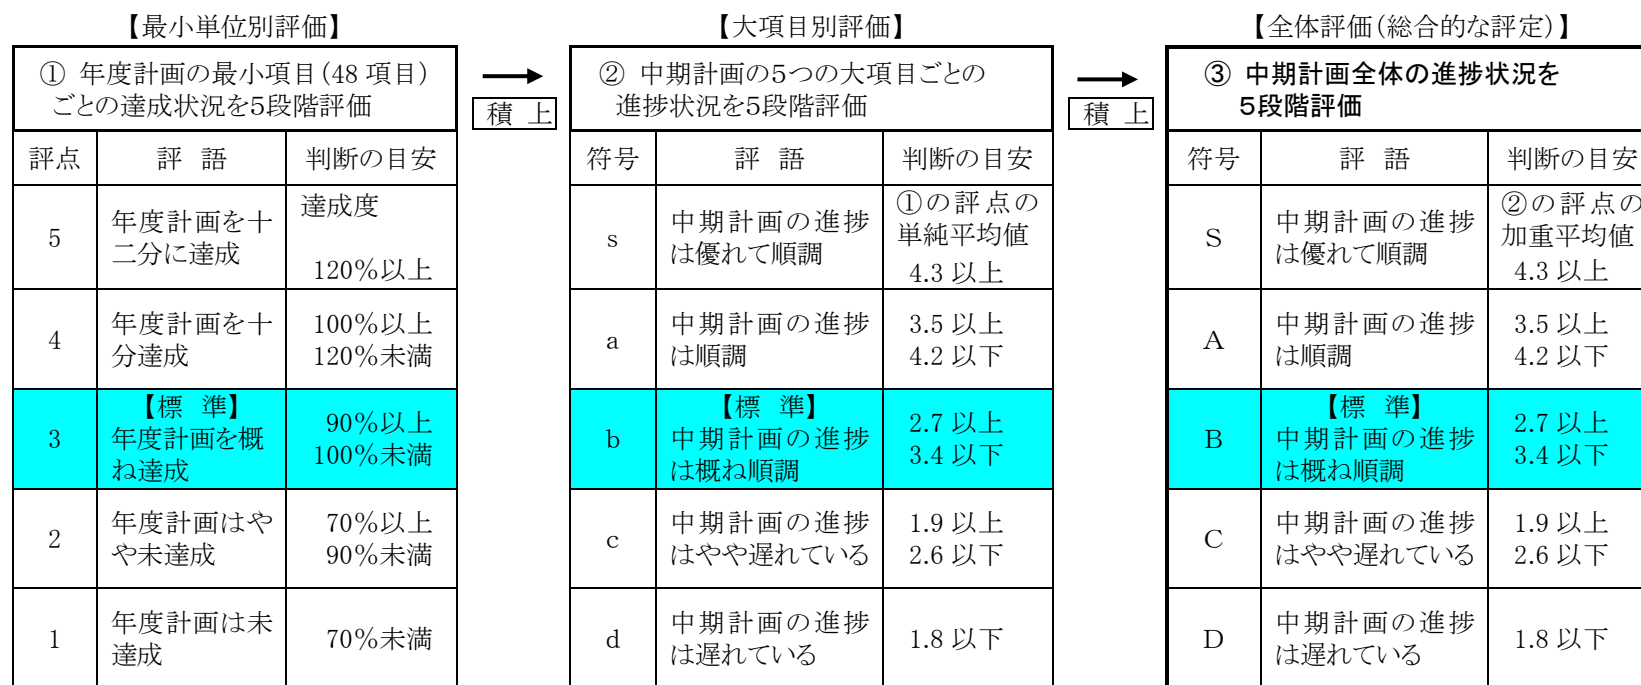 【最小単位別評価】
① 年度計画の最小項目(48 項目)
ごとの達成状況を5段階評価
評点 評 語 判断の目安
5
年度計画を十
二分に達成
達成度
120%以上
4
年度計画を十
分達成
100%以上
120%未満
3
【標 準】
年度計画を概
ね達成
90%以上
100%未満
2
年度計画はや
や未達成
70%以上
90%未満
1
年度計画は未
達成
70%未満
積 上
【大項目別評価】
② 中期計画の5つの大項目ごとの
進捗状況を5段階評価
符号 評 語 判断の目安
s
中期計画の進捗
は優れて順調
①の評点の
単純平均値
4.3 以上
a
中期計画の進捗
は順調
3.5 以上
4.2 以下
b
【標 準】
中期計画の進捗
は概ね順調
2.7 以上
3.4 以下
c
中期計画の進捗
はやや遅れている
1.9 以上
2.6 以下
d
中期計画の進捗
は遅れている
1.8 以下
積 上
【全体評価(総合的な評定)】
③ 中期計画全体の進捗状況を
5段階評価
符号 評 語 判断の目安
S
中期計画の進捗
は優れて順調
②の評点の
加重平均値
4.3 以上
A
中期計画の進捗
は順調
3.5 以上
4.2 以下
B
【標 準】
中期計画の進捗
は概ね順調
2.7 以上
3.4 以下
C
中期計画の進捗
はやや遅れている
1.9 以上
2.6 以下
D
中期計画の進捗
は遅れている
1.8 以下